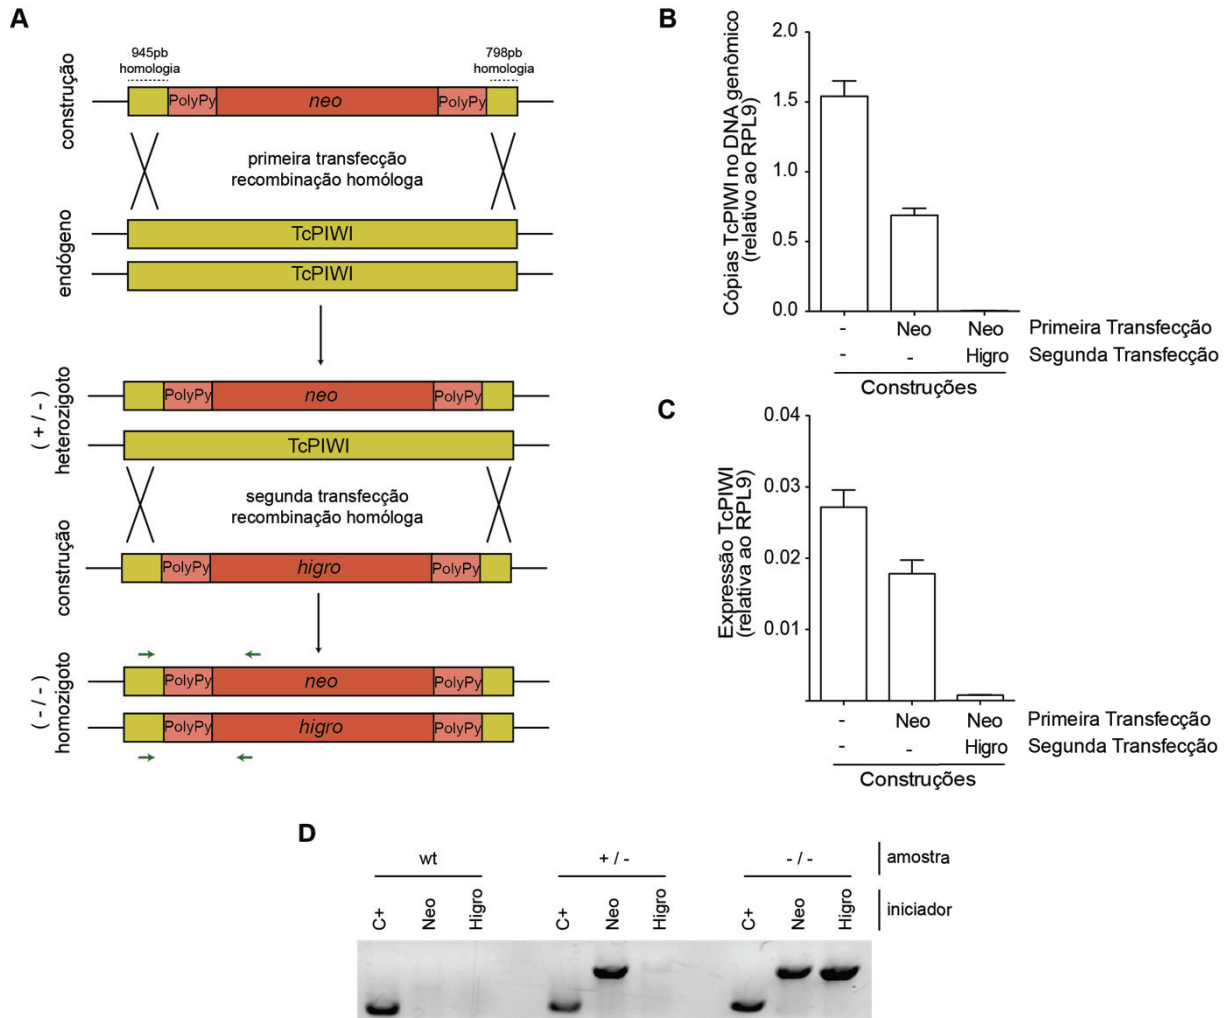 A
945pb
homologia
798pb
homologia
construção
PolyPy
neo
PolyPy
primeira transfecção
recombinação homóloga
endógeno
TcPIWI
TcPIWI
( + / - )
heterozigoto
PolyPy
neo
PolyPy
TcPIWI
segunda transfecção
recombinação homóloga
construção
PolyPy
higro
PolyPy
( - / - )
homozigoto
PolyPy
neo
PolyPy
PolyPy
higro
PolyPy
B
Cópias TcPIWI no DNA genômico
(relativo ao RPL9)
2.0
1.5
1.0
0.5
0.0
- Neo Neo Primeira Transfecção
- - Higro Segunda Transfecção
Construções
C
Expressão TcPIWI
(relativa ao RPL9)
0.04
0.03
0.02
0.01
- Neo Neo Primeira Transfecção
- - Higro Segunda Transfecção
Construções
D
wt + / - - / - amostra
C+ Neo Higro C+ Neo Higro C+ Neo Higro iniciador